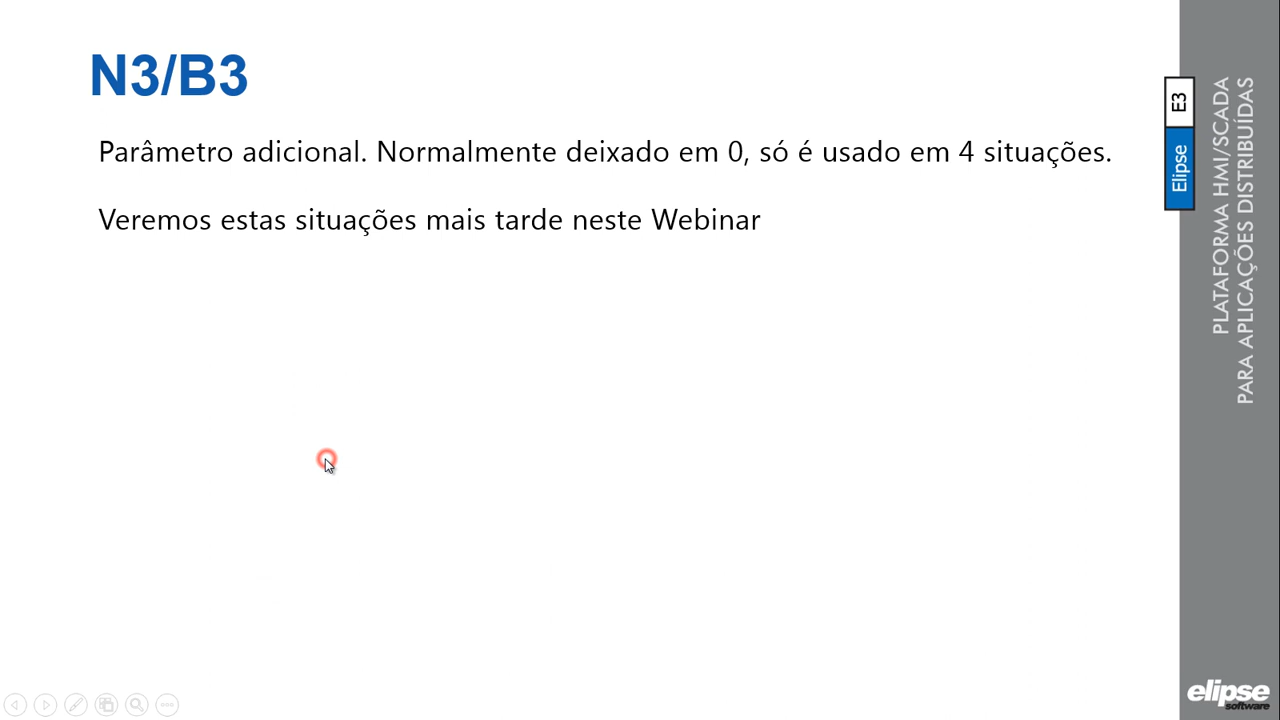 N3/B3
Parâmetro adicional. Normalmente deixado em 0, só é usado em 4 situações.
Veremos estas situações mais tarde neste Webinar
Elipse E3
PLATAFORMA HMI/SCADA
PARA APLICAÇÕES DISTRIBUÍDAS
elipse
software